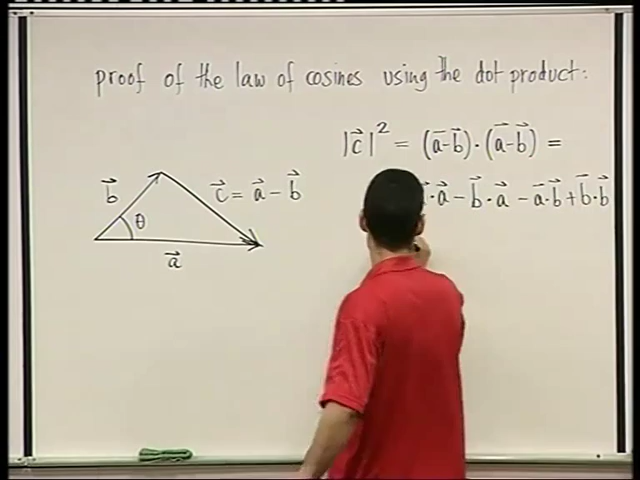 proof of the law of cosines using the dot product:
|c⃗|² = (a⃗-b⃗)·(a⃗-b⃗) =
a⃗·a⃗ - b⃗·a⃗ - a⃗·b⃗ + b⃗·b⃗
b⃗
c⃗ = a⃗ - b⃗
θ
a⃗